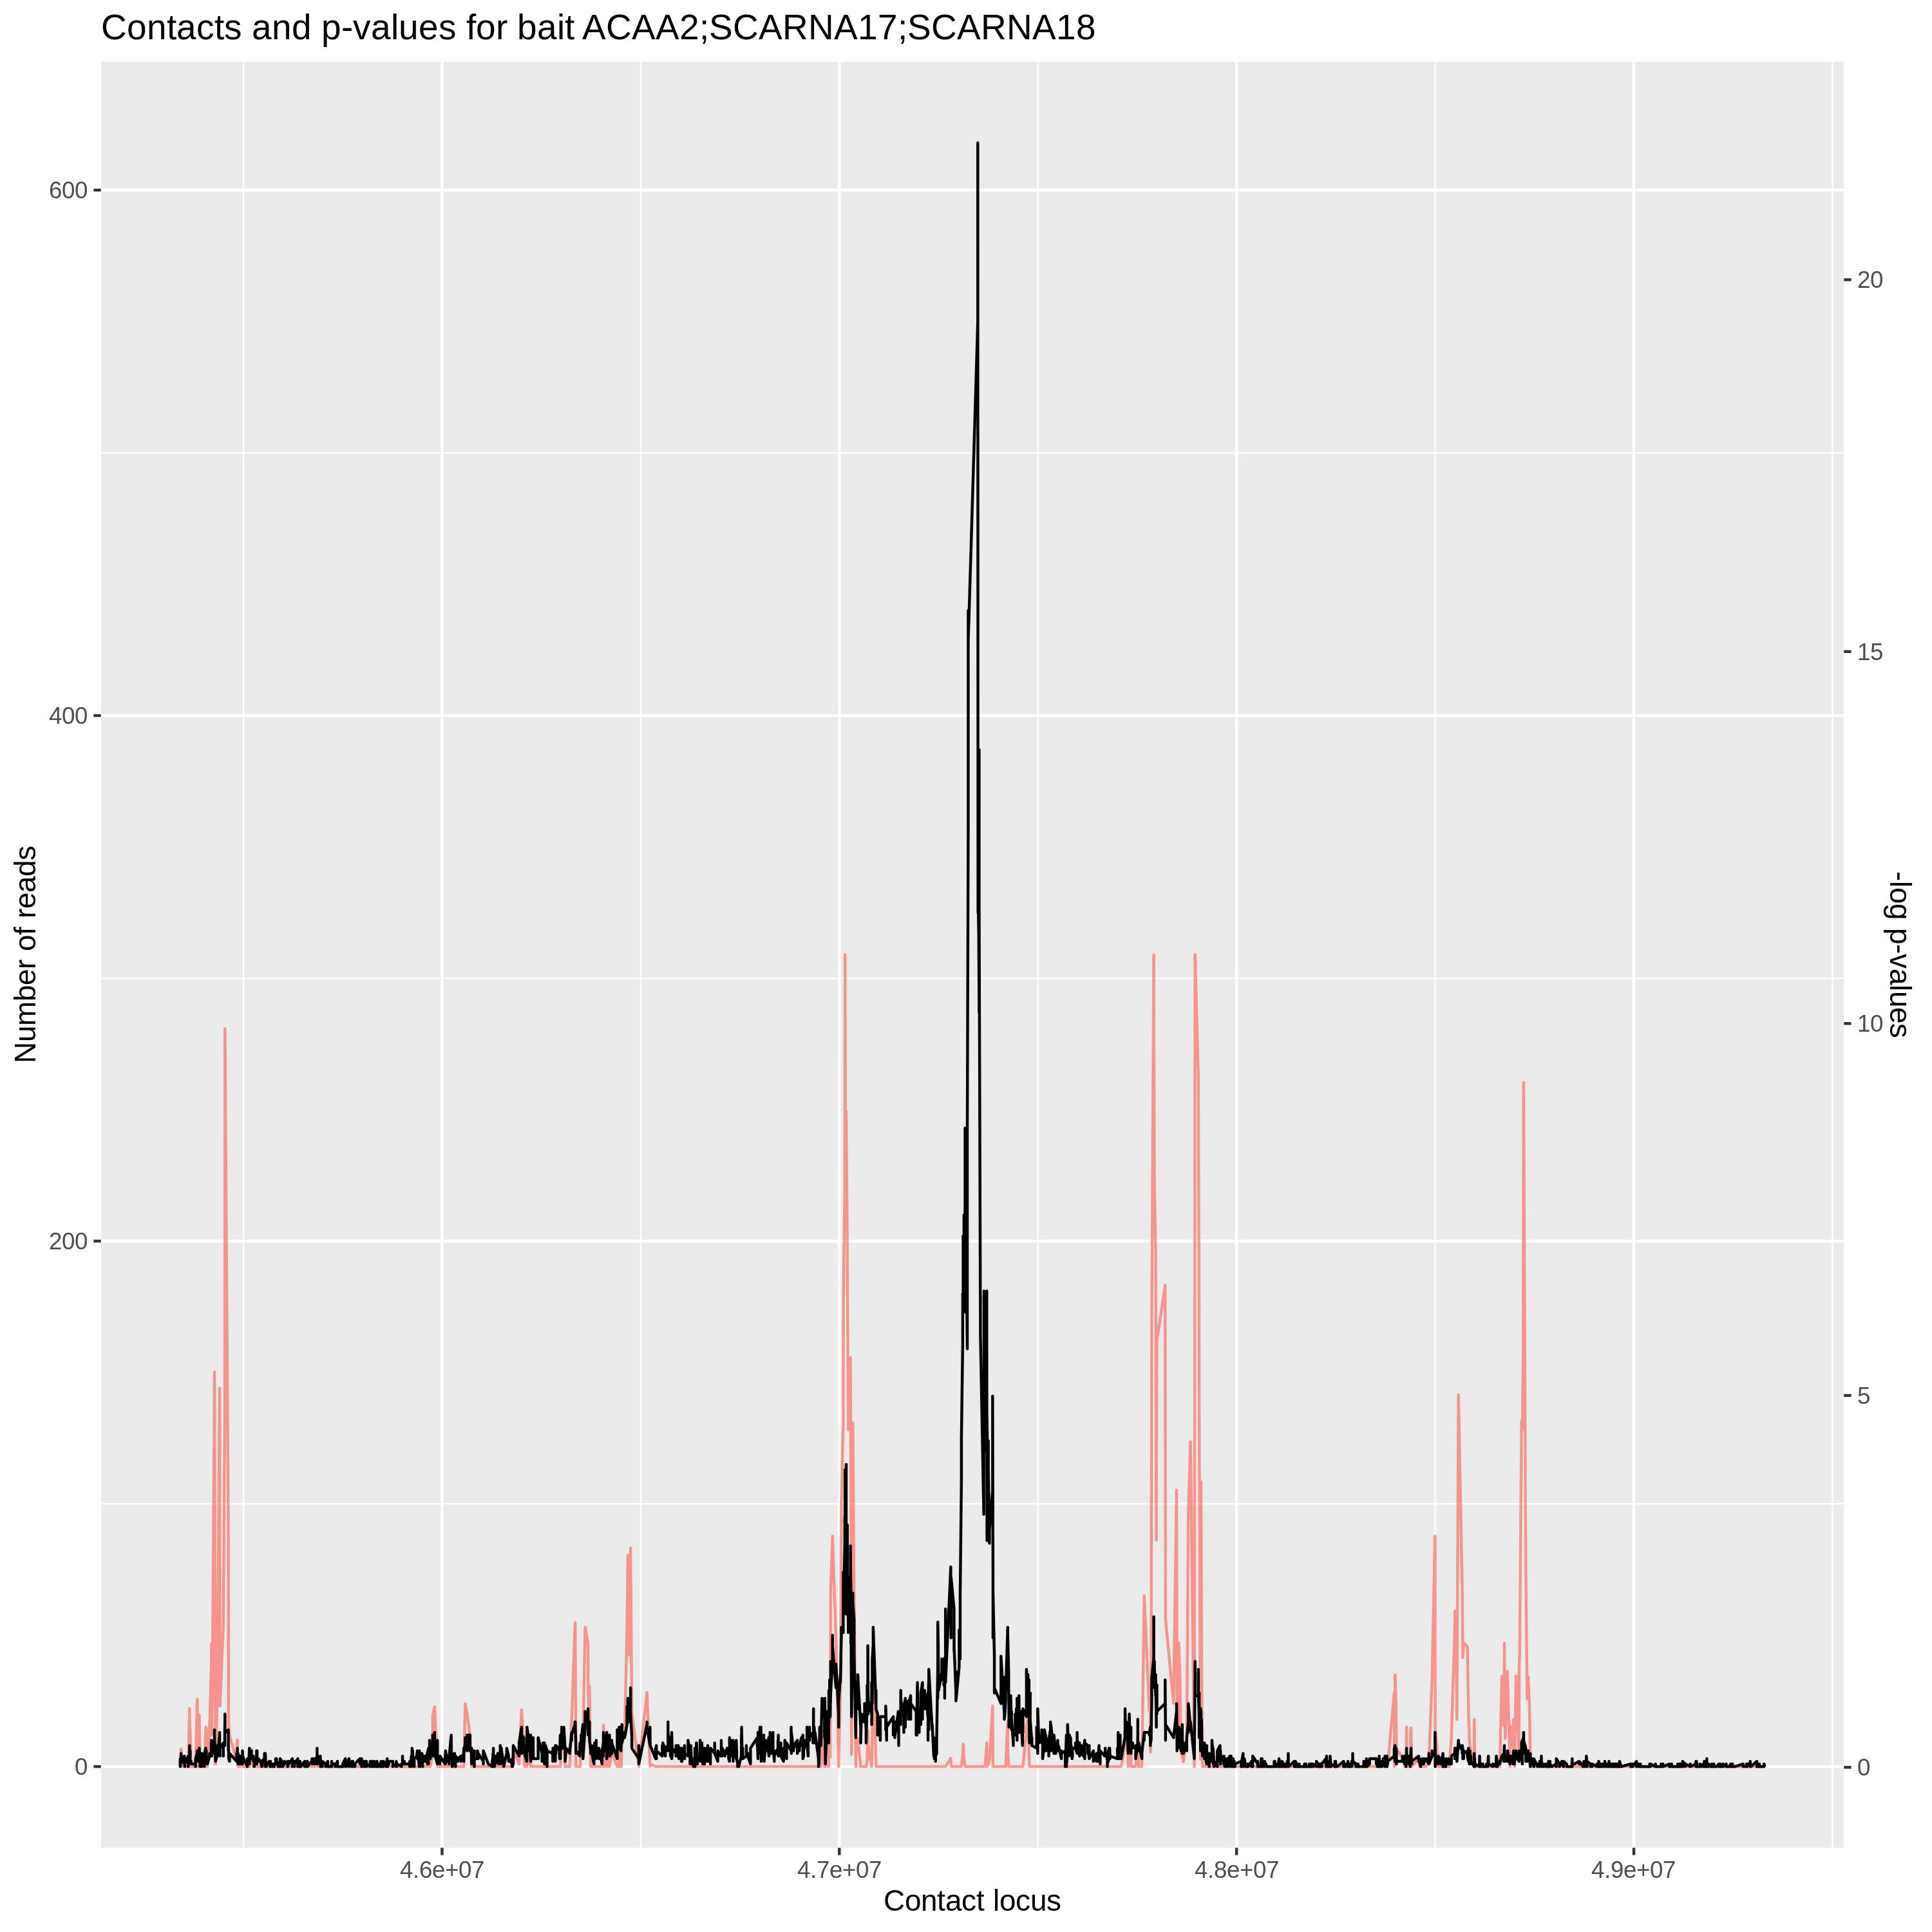 Contacts and p-values for bait ACAA2;SCARNA17;SCARNA18
600
400
200
0
Number of reads
20
15
10
5
0
-log p-values
4.6e+07
4.7e+07
4.8e+07
4.9e+07
Contact locus